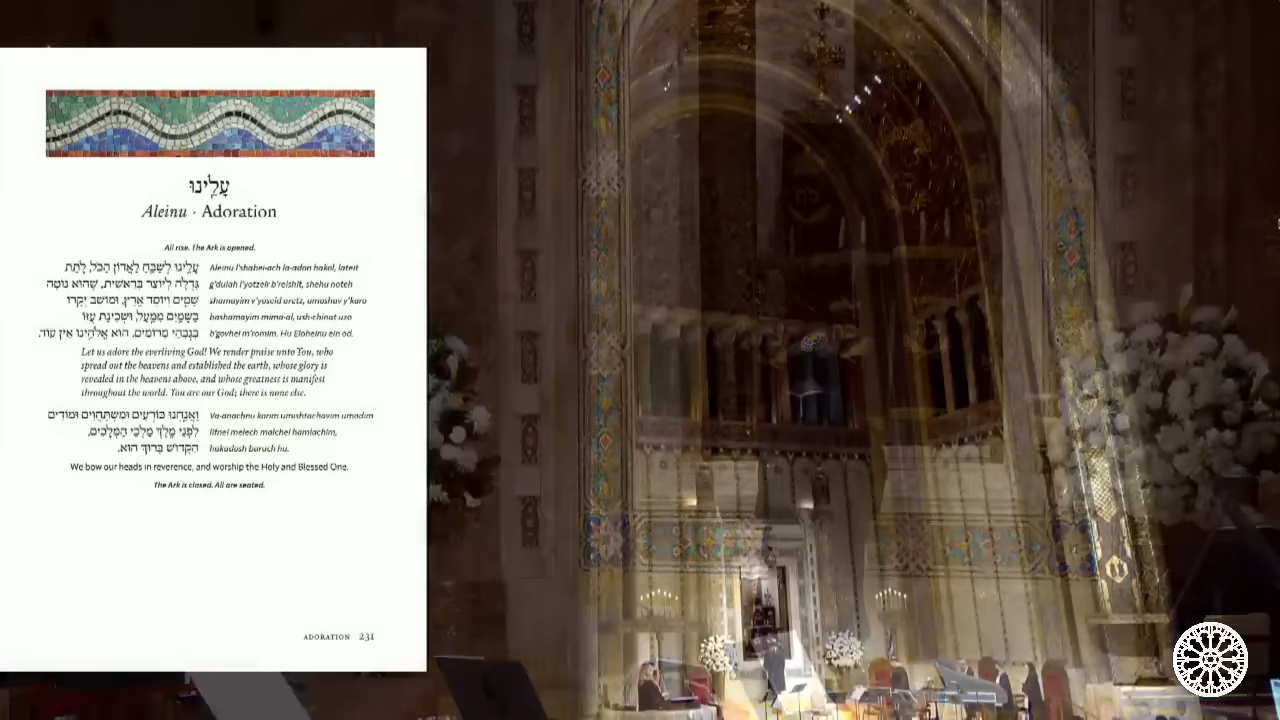 עָלֵינוּ
Aleinu · Adoration
All rise. The Ark is opened.
עָלֵינוּ לְשַׁבֵּחַ לַאֲדוֹן הַכֹּל, לָתֵת
גְּדֻלָּה לְיוֹצֵר בְּרֵאשִׁית, שֶׁהוּא נוֹטֶה
שָׁמַיִם וְיוֹסֵד אָרֶץ, וּמוֹשַׁב יְקָרוֹ
בַּשָּׁמַיִם מִמַּעַל, וּשְׁכִינַת עֻזּוֹ
בְּגָבְהֵי מְרוֹמִים. הוּא אֱלֹהֵינוּ אֵין עוֹד.
Aleinu l'shabei-ach la-adon hakol, lateit
g'dulah l'yotzeir b'reishit, shehu noteh
shamayim v'yoseid aretz, umoshav y'karo
bashamayim mima-al, ush-chinat uzo
b'govhei m'romim. Hu Eloheinu ein od.
Let us adore the everliving God! We render praise unto You, who
spread out the heavens and established the earth, whose glory is
revealed in the heavens above, and whose greatness is manifest
throughout the world. You are our God; there is none else.
וַאֲנַחְנוּ כּוֹרְעִים וּמִשְׁתַּחֲוִים וּמוֹדִים
לִפְנֵי מֶלֶךְ מַלְכֵי הַמְּלָכִים,
הַקָּדוֹשׁ בָּרוּךְ הוּא.
Va-anachnu korim umishtachavim umodim
lifnei melech malchei hamlachim,
hakadosh baruch hu.
We bow our heads in reverence, and worship the Holy and Blessed One.
The Ark is closed. All are seated.
ADORATION 231